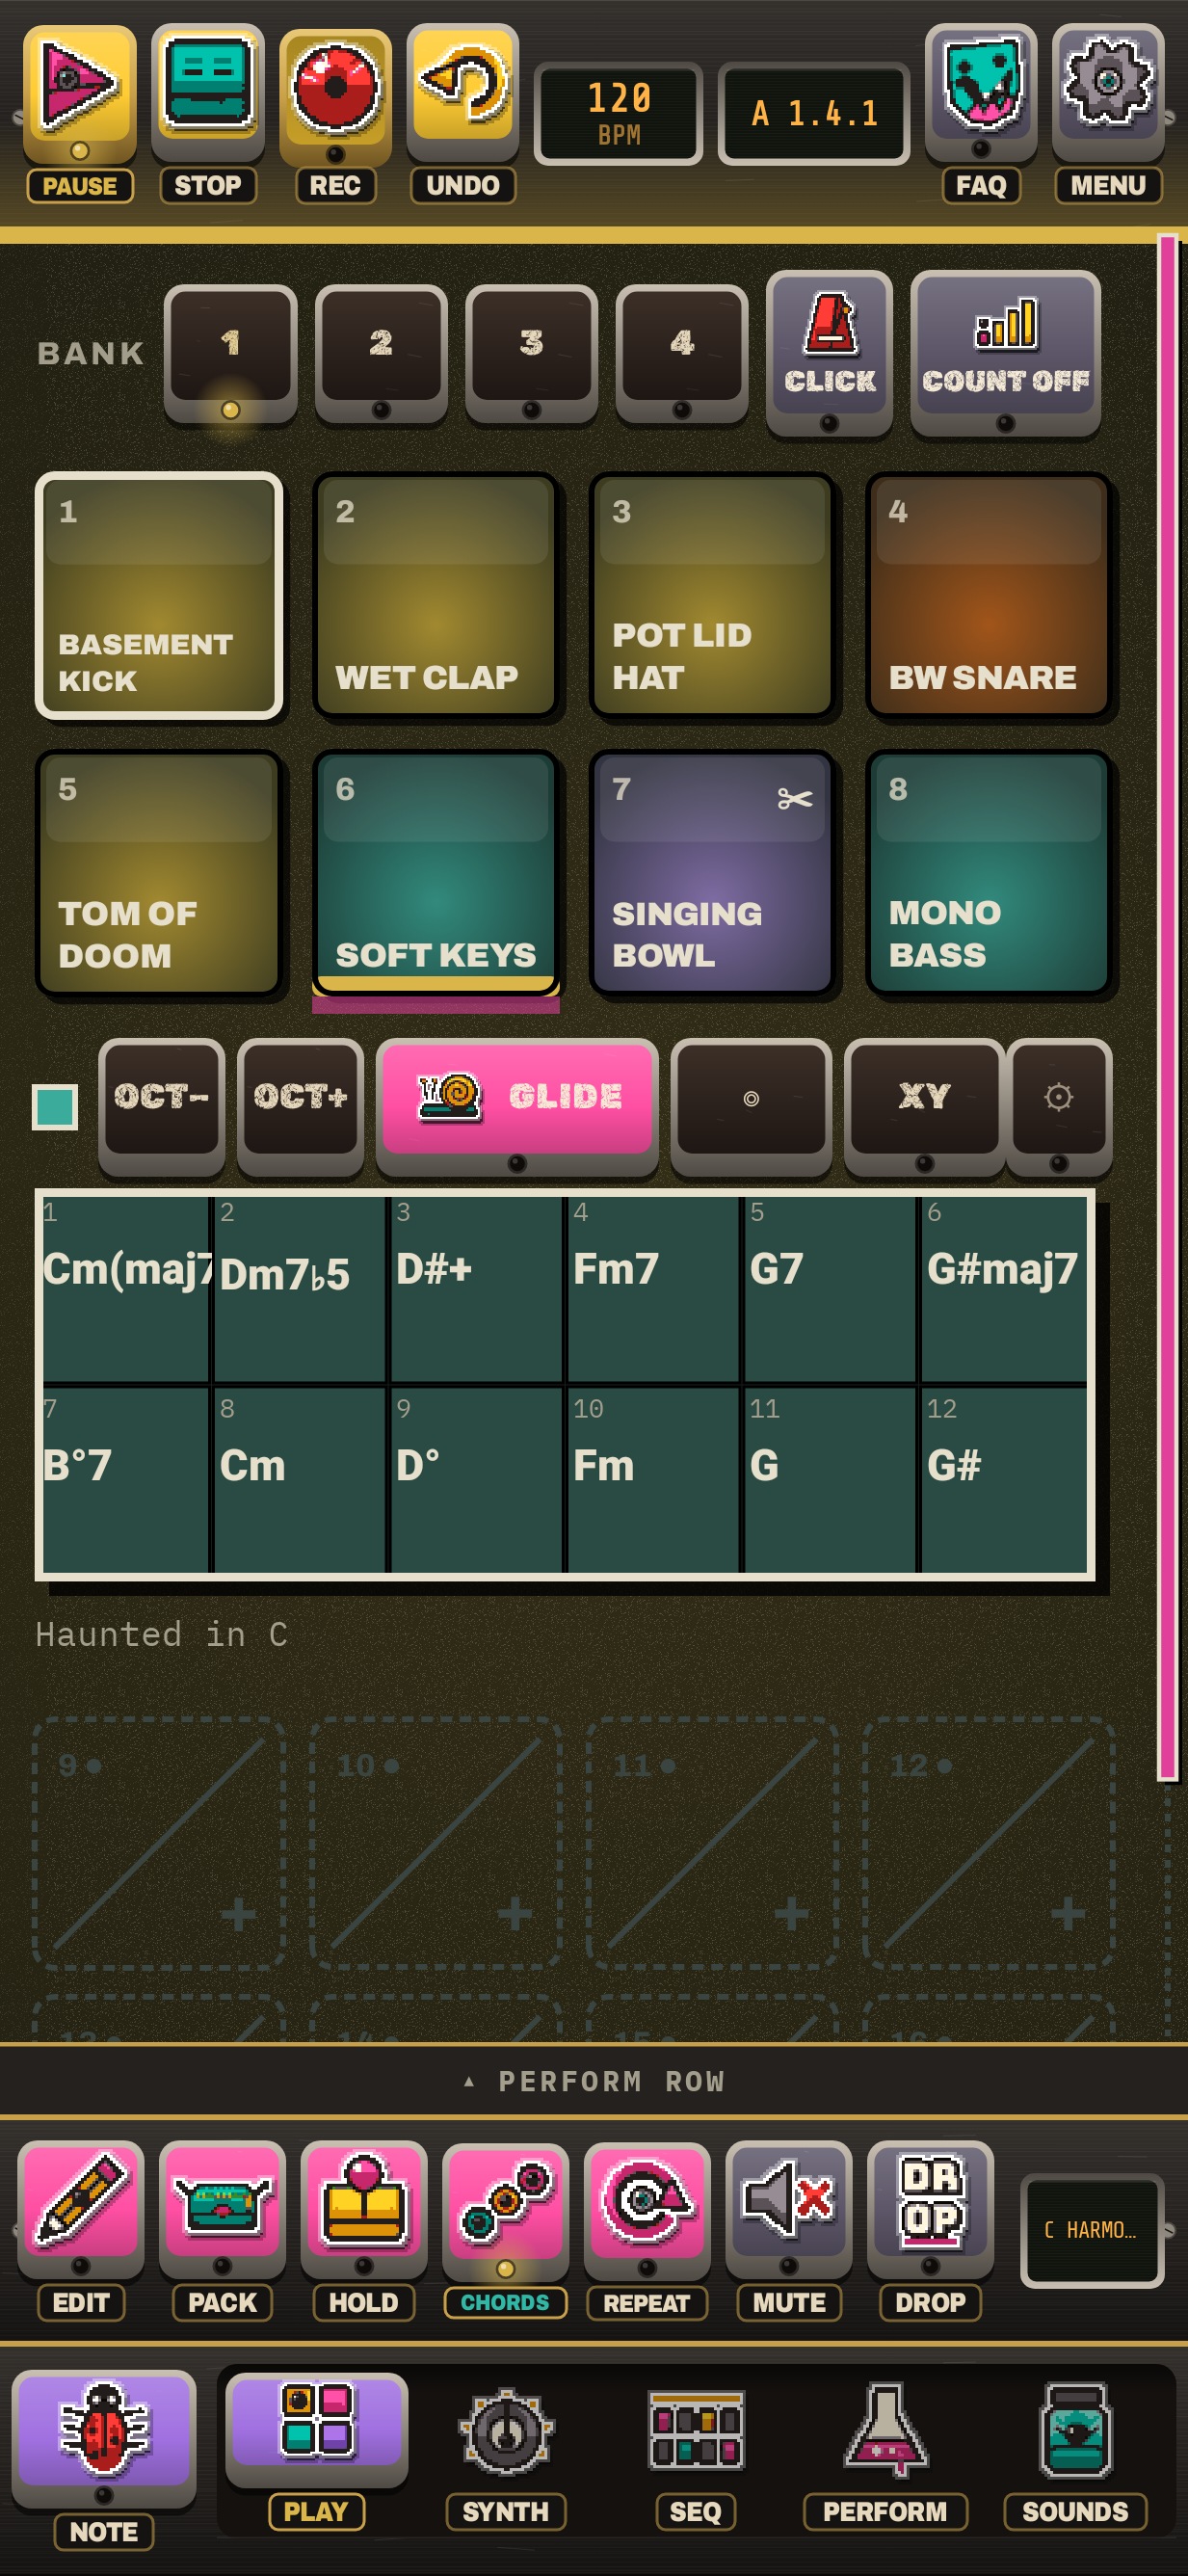 120
BPM
A 1.4.1
PAUSE
STOP
REC
UNDO
FAQ
MENU
BANK
1
2
3
4
CLICK
COUNT OFF
1
BASEMENT
KICK
2
WET CLAP
3
POT LID
HAT
4
BW SNARE
5
TOM OF
DOOM
6
SOFT KEYS
7
SINGING
BOWL
8
MONO
BASS
OCT-
OCT+
GLIDE
XY
1
Cm(maj7
2
Dm7♭5
3
D#+
4
Fm7
5
G7
6
G#maj7
7
B°7
8
Cm
9
D°
10
Fm
11
G
12
G#
Haunted in C
9
10
11
12
13
14
15
16
▲ PERFORM ROW
DR
OP
C HARMO…
EDIT
PACK
HOLD
CHORDS
REPEAT
MUTE
DROP
NOTE
PLAY
SYNTH
SEQ
PERFORM
SOUNDS